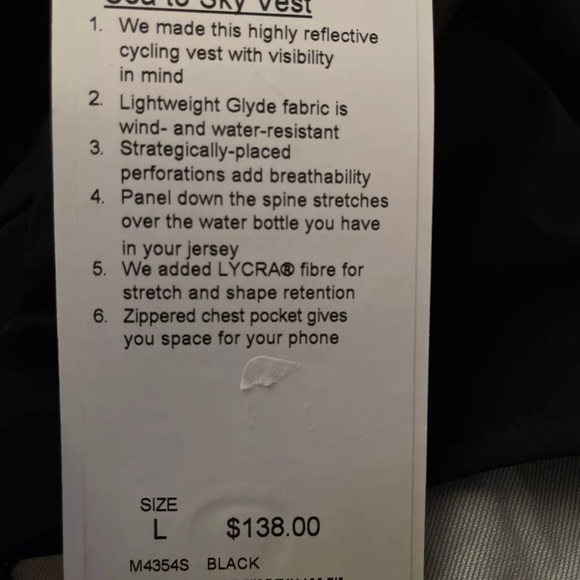 Sea to Sky Vest
1. We made this highly reflective
cycling vest with visibility
in mind
2. Lightweight Glyde fabric is
wind- and water-resistant
3. Strategically-placed
perforations add breathability
4. Panel down the spine stretches
over the water bottle you have
in your jersey
5. We added LYCRA® fibre for
stretch and shape retention
6. Zippered chest pocket gives
you space for your phone
SIZE
L $138.00
M4354S BLACK